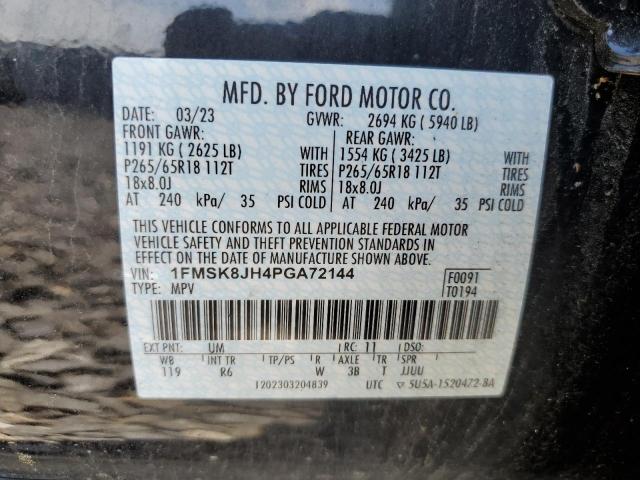 MFD. BY FORD MOTOR CO.
DATE: 03/23 GVWR: 2694 KG ( 5940 LB)
FRONT GAWR: REAR GAWR:
1191 KG ( 2625 LB) WITH 1554 KG ( 3425 LB) WITH
P265/65R18 112T TIRES P265/65R18 112T TIRES
18x8.0J RIMS 18x8.0J RIMS
AT 240 kPa/ 35 PSI COLD AT 240 kPa/ 35 PSI COLD
THIS VEHICLE CONFORMS TO ALL APPLICABLE FEDERAL MOTOR
VEHICLE SAFETY AND THEFT PREVENTION STANDARDS IN
EFFECT ON THE DATE OF MANUFACTURE SHOWN ABOVE.
VIN: 1FMSK8JH4PGA72144 F0091
TYPE: MPV T0194
EXT PNT: UM RC: 11 DSO:
WB INT TR TP/PS R AXLE TR SPR
119 R6 W 3B T JJUU
1202303204839 UTC 5U5A-1520472-BA